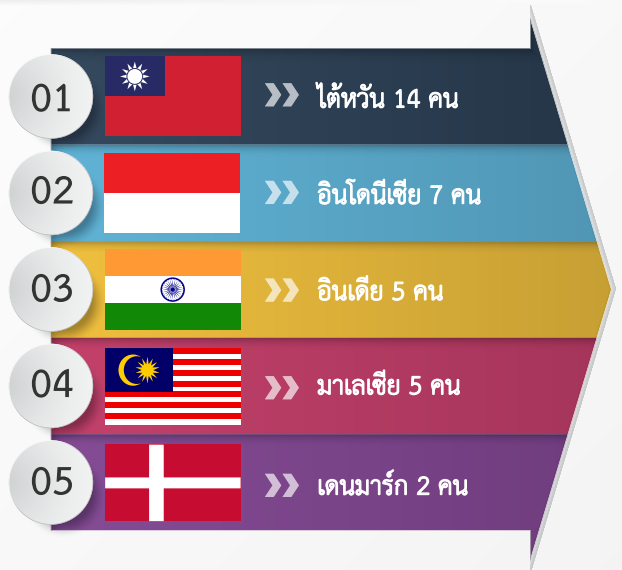 01 ไต้หวัน 14 คน
02 อินโดนีเซีย 7 คน
03 อินเดีย 5 คน
04 มาเลเซีย 5 คน
05 เดนมาร์ก 2 คน